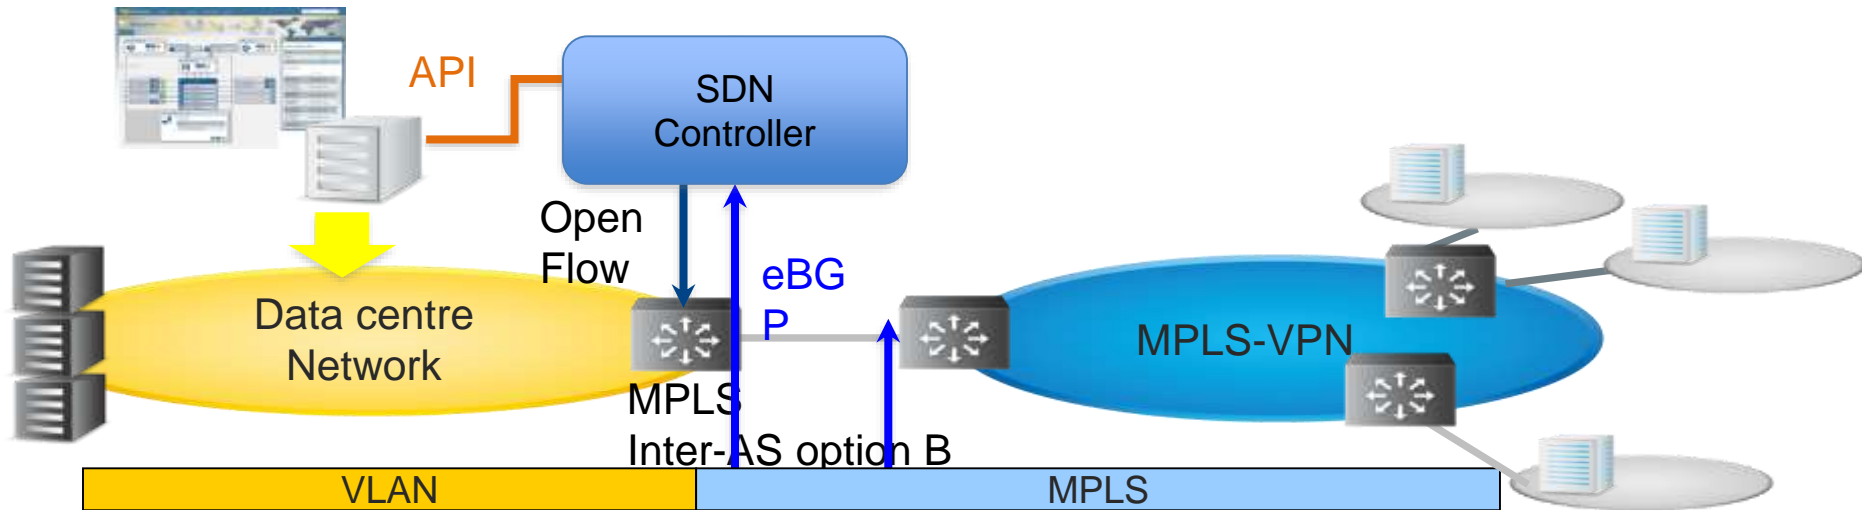 API
SDN
Controller
Open
Flow
eBG
P
Data centre
Network
MPLS-VPN
MPLS
Inter-AS option B
VLAN
MPLS